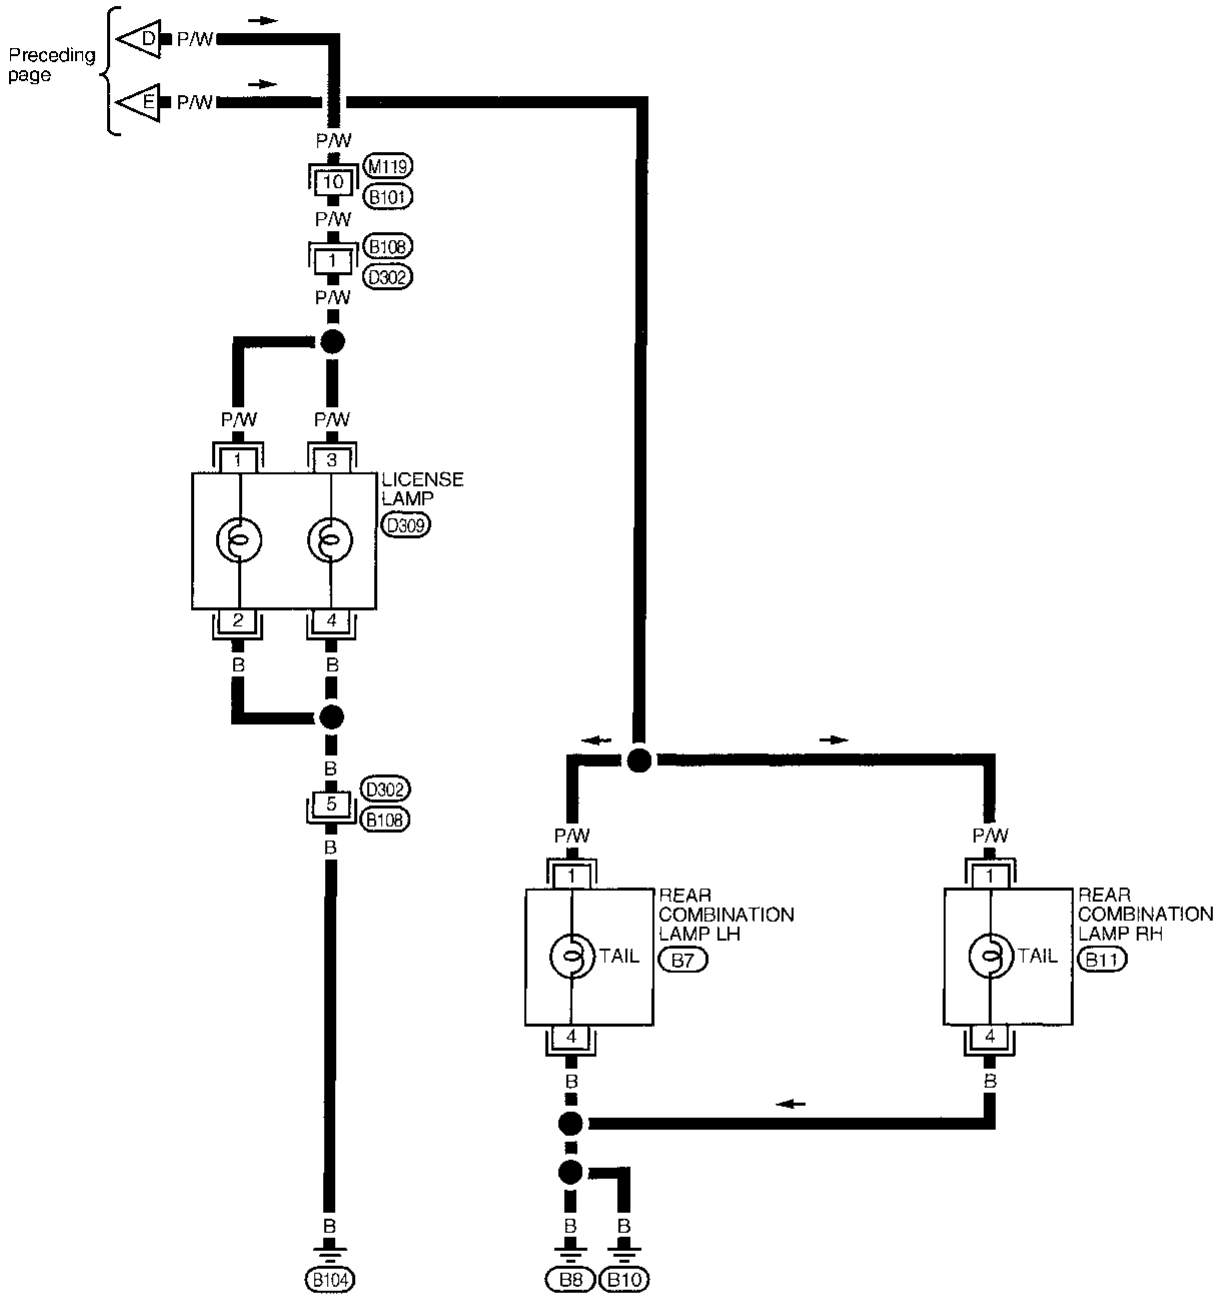 Preceding
page
D
P/W
E
P/W
P/W
10
M119
B101
P/W
1
B108
D302
P/W
P/W
P/W
1
3
LICENSE
LAMP
D309
2
4
B
B
B
5
D302
B108
B
P/W
P/W
1
REAR
COMBINATION
LAMP LH
TAIL
B7
1
REAR
COMBINATION
LAMP RH
TAIL
B11
4
4
B
B
B
B
B
B104
B8
B10